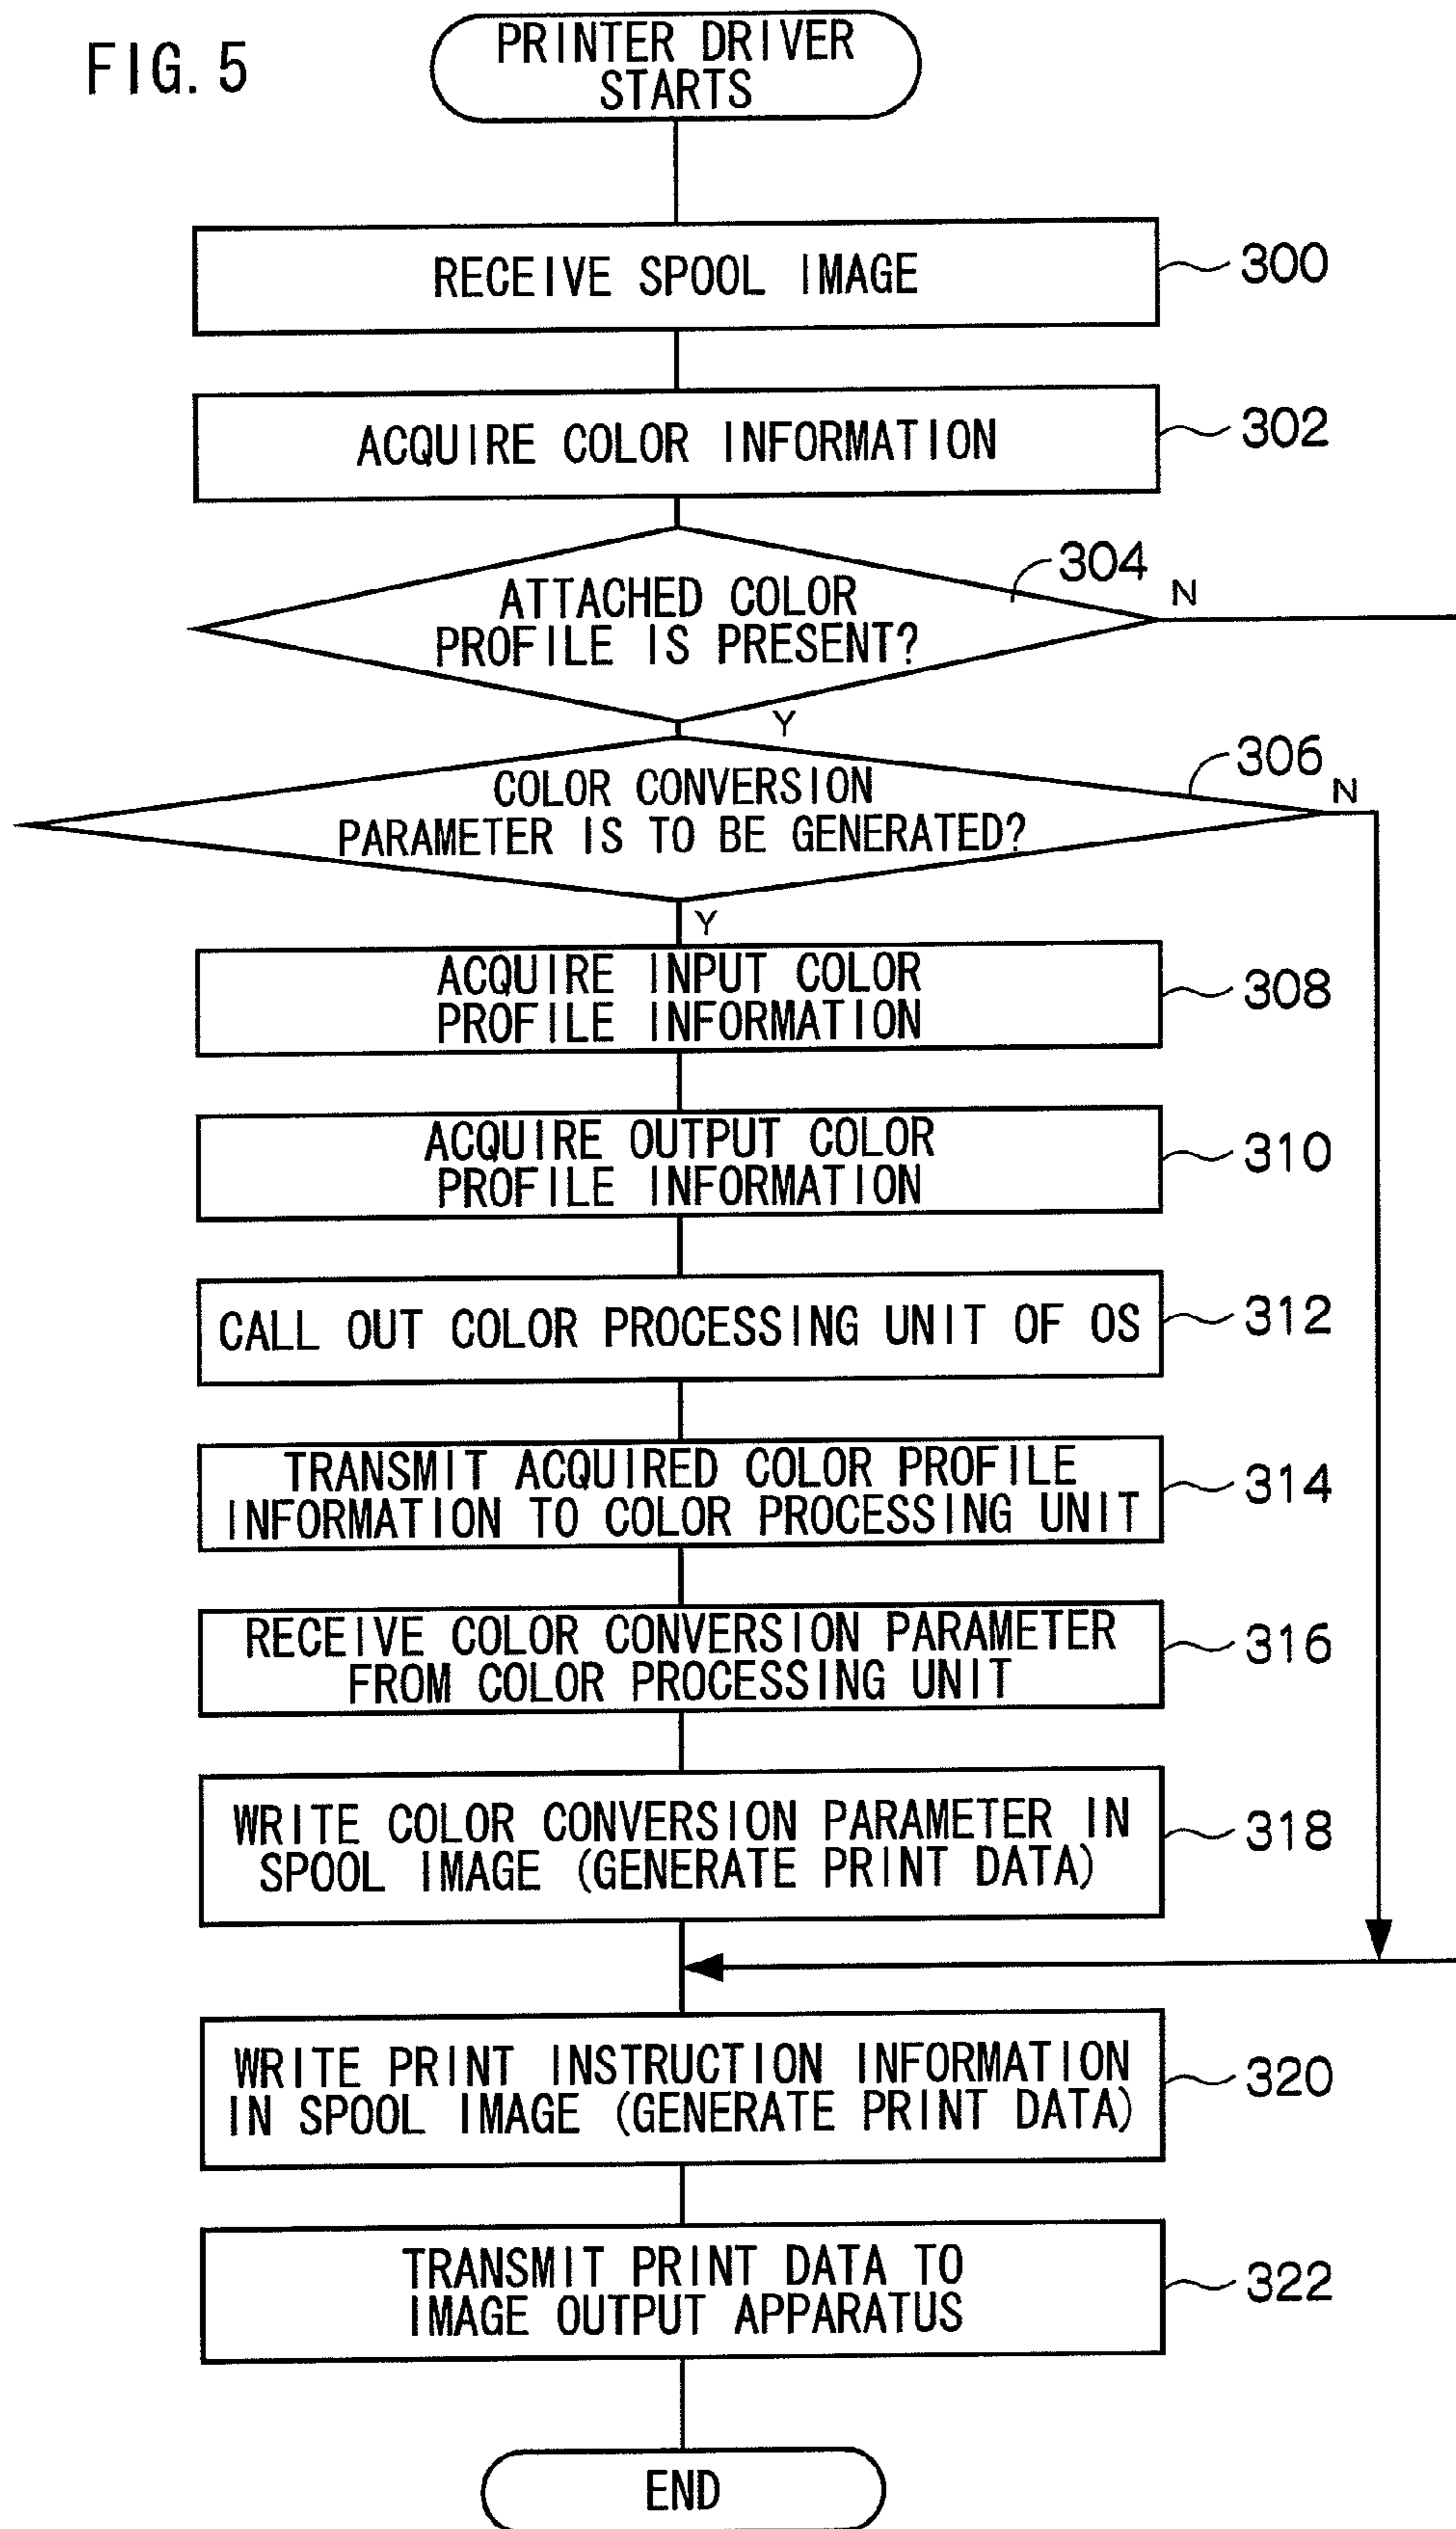 FIG. 5
PRINTER DRIVER
STARTS
RECEIVE SPOOL IMAGE
300
ACQUIRE COLOR INFORMATION
302
ATTACHED COLOR
PROFILE IS PRESENT?
304
N
Y
COLOR CONVERSION
PARAMETER IS TO BE GENERATED?
306
N
Y
ACQUIRE INPUT COLOR
PROFILE INFORMATION
308
ACQUIRE OUTPUT COLOR
PROFILE INFORMATION
310
CALL OUT COLOR PROCESSING UNIT OF OS
312
TRANSMIT ACQUIRED COLOR PROFILE
INFORMATION TO COLOR PROCESSING UNIT
314
RECEIVE COLOR CONVERSION PARAMETER
FROM COLOR PROCESSING UNIT
316
WRITE COLOR CONVERSION PARAMETER IN
SPOOL IMAGE (GENERATE PRINT DATA)
318
WRITE PRINT INSTRUCTION INFORMATION
IN SPOOL IMAGE (GENERATE PRINT DATA)
320
TRANSMIT PRINT DATA TO
IMAGE OUTPUT APPARATUS
322
END